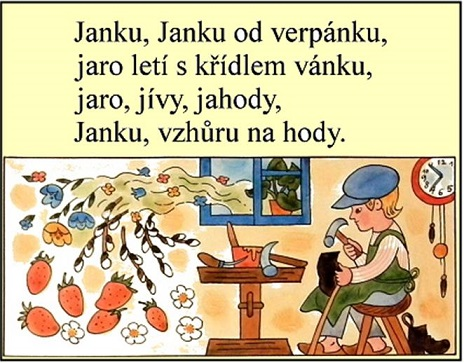 Janku, Janku od verpánku,
jaro letí s křídlem vánku,
jaro, jívy, jahody,
Janku, vzhůru na hody.